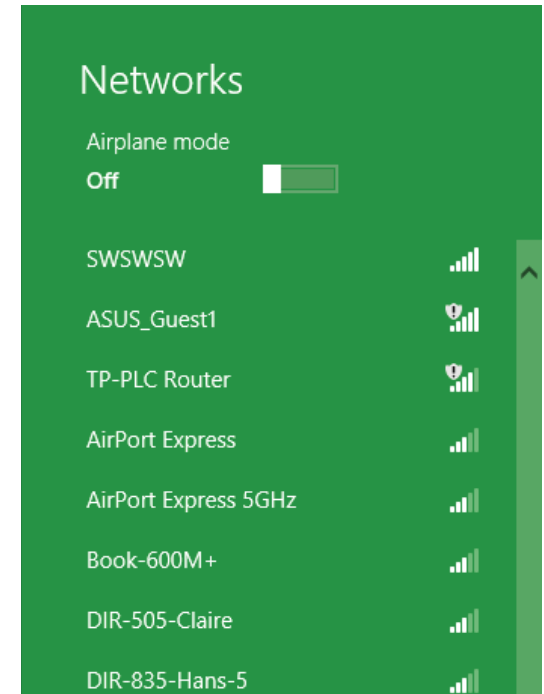 Networks
Airplane mode
Off
SWSWSW
ASUS_Guest1
TP-PLC Router
AirPort Express
AirPort Express 5GHz
Book-600M+
DIR-505-Claire
DIR-835-Hans-5